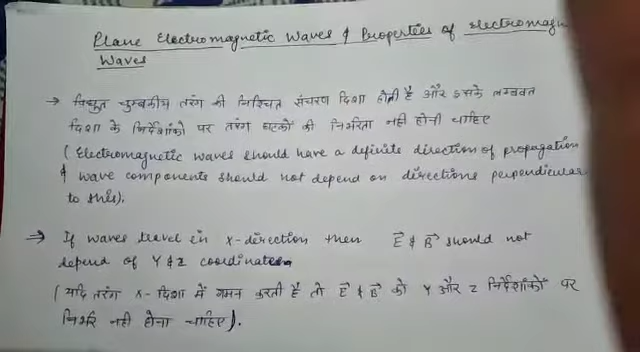 Plane Electromagnetic Waves & Properties of Electromagn
Waves
→ विद्युत चुम्बकीय तरंग की निश्चित संचरण दिशा होती है और इसके लम्बवत
दिशा के निर्देशांको पर तरंग घटकों की निर्भरता नही होनी चाहिए
(Electromagnetic waves should have a definite direction of propagation
& wave components should not depend on directions perpendicular
to this).
→ If waves travel in x-direction then E⃗ & B⃗ should not
depend of Y & z coordinates
(यदि तरंग x- दिशा में गमन करती है तो E⃗ & B⃗ को Y और z निर्देशांकों पर
निर्भर नही होना चाहिए).